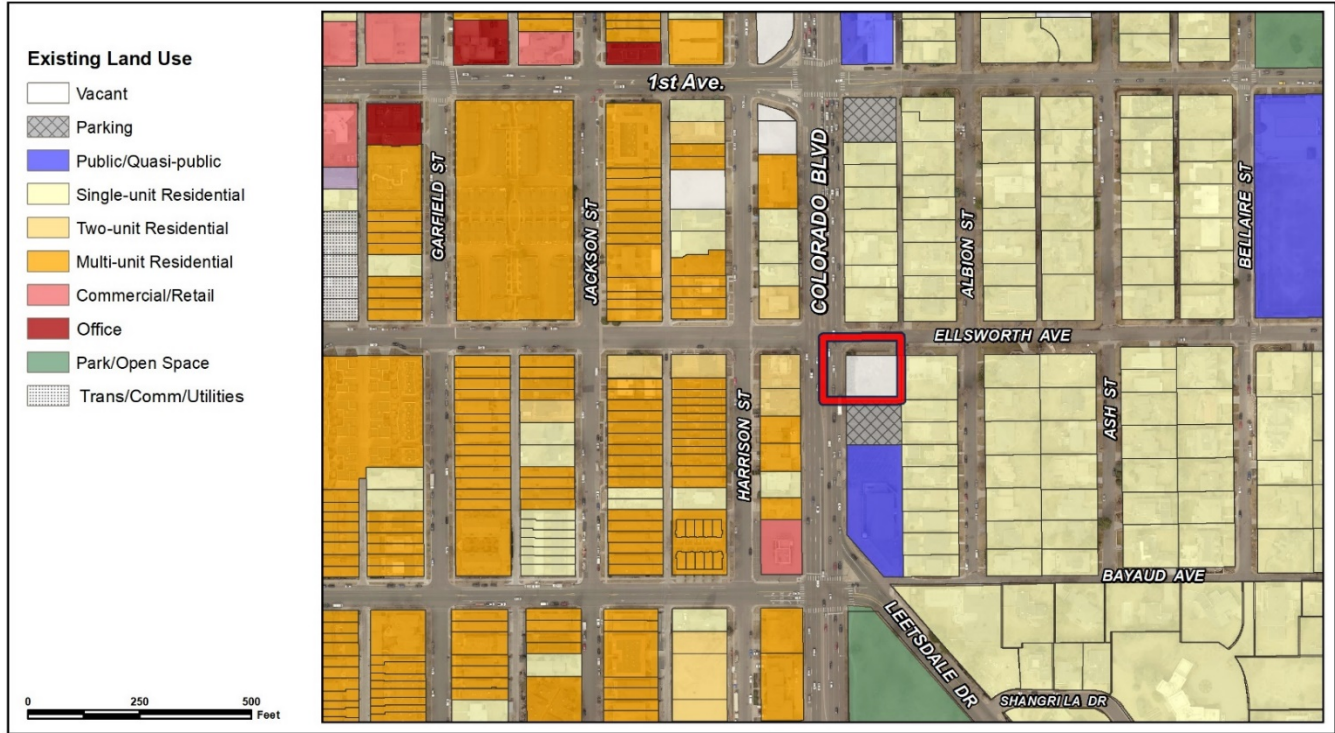 Existing Land Use
Vacant
Parking
Public/Quasi-public
Single-unit Residential
Two-unit Residential
Multi-unit Residential
Commercial/Retail
Office
Park/Open Space
Trans/Comm/Utilities
0 250 500
Feet
1st Ave.
GARFIELD ST
JACKSON ST
HARRISON ST
COLORADO BLVD
ALBION ST
BELLAIRE ST
ELLSWORTH AVE
ASH ST
BAYAUD AVE
LEETSDALE DR
SHANGRI LA DR